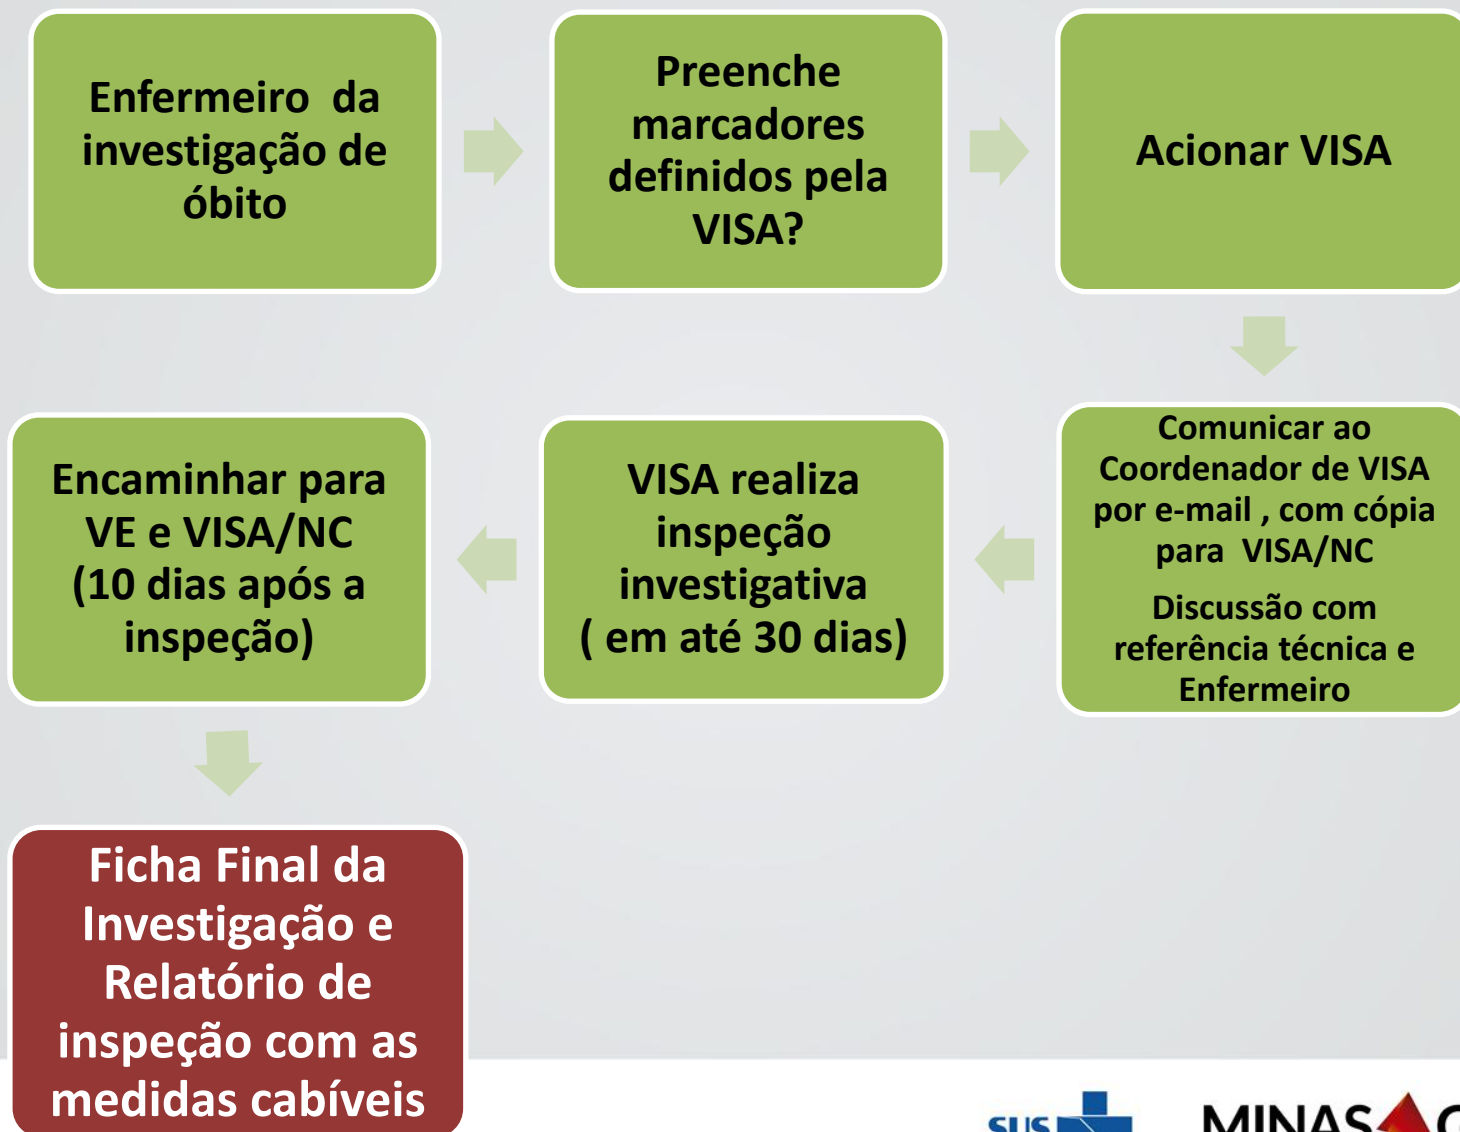 Enfermeiro da
investigação de
óbito
Preenche
marcadores
definidos pela
VISA?
Acionar VISA
Comunicar ao
Coordenador de VISA
por e-mail , com cópia
para VISA/NC
Discussão com
referência técnica e
Enfermeiro
VISA realiza
inspeção
investigativa
( em até 30 dias)
Encaminhar para
VE e VISA/NC
(10 dias após a
inspeção)
Ficha Final da
Investigação e
Relatório de
inspeção com as
medidas cabíveis
SUS
MINAS G